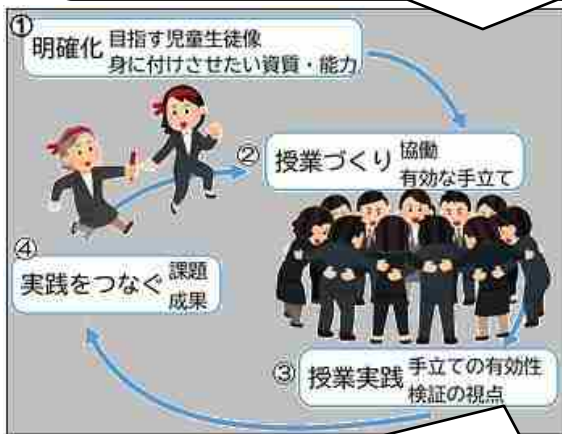 ①
明確化 目指す児童生徒像
身に付けさせたい資質・能力
②
授業づくり 協働
有効な手立て
③
授業実践 手立ての有効性
検証の視点
④
実践をつなぐ 課題
成果